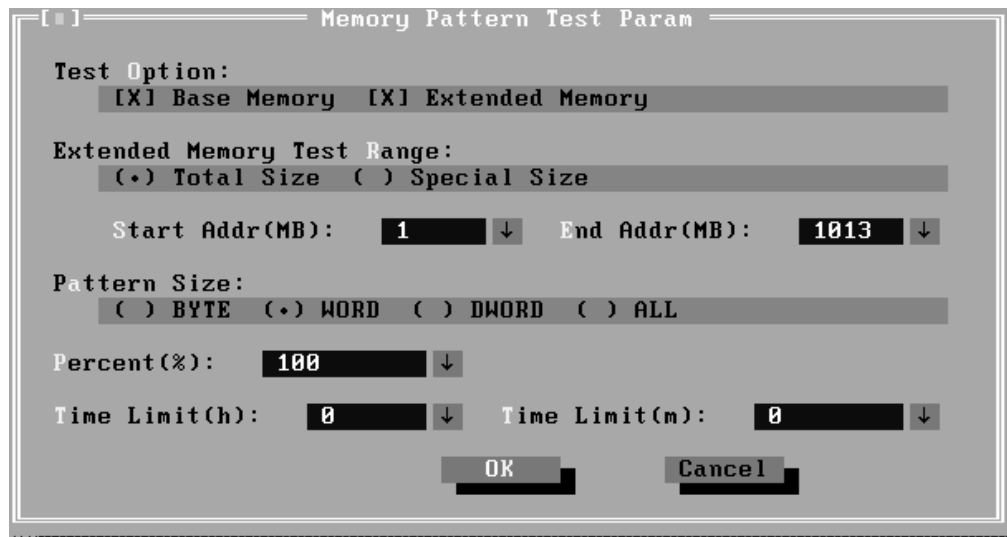 [■] Memory Pattern Test Param
Test Option:
[X] Base Memory [X] Extended Memory
Extended Memory Test Range:
(•) Total Size ( ) Special Size
Start Addr(MB): 1 ↓ End Addr(MB): 1013 ↓
Pattern Size:
( ) BYTE (•) WORD ( ) DWORD ( ) ALL
Percent(%): 100 ↓
Time Limit(h): 0 ↓ Time Limit(m): 0 ↓
OK Cancel